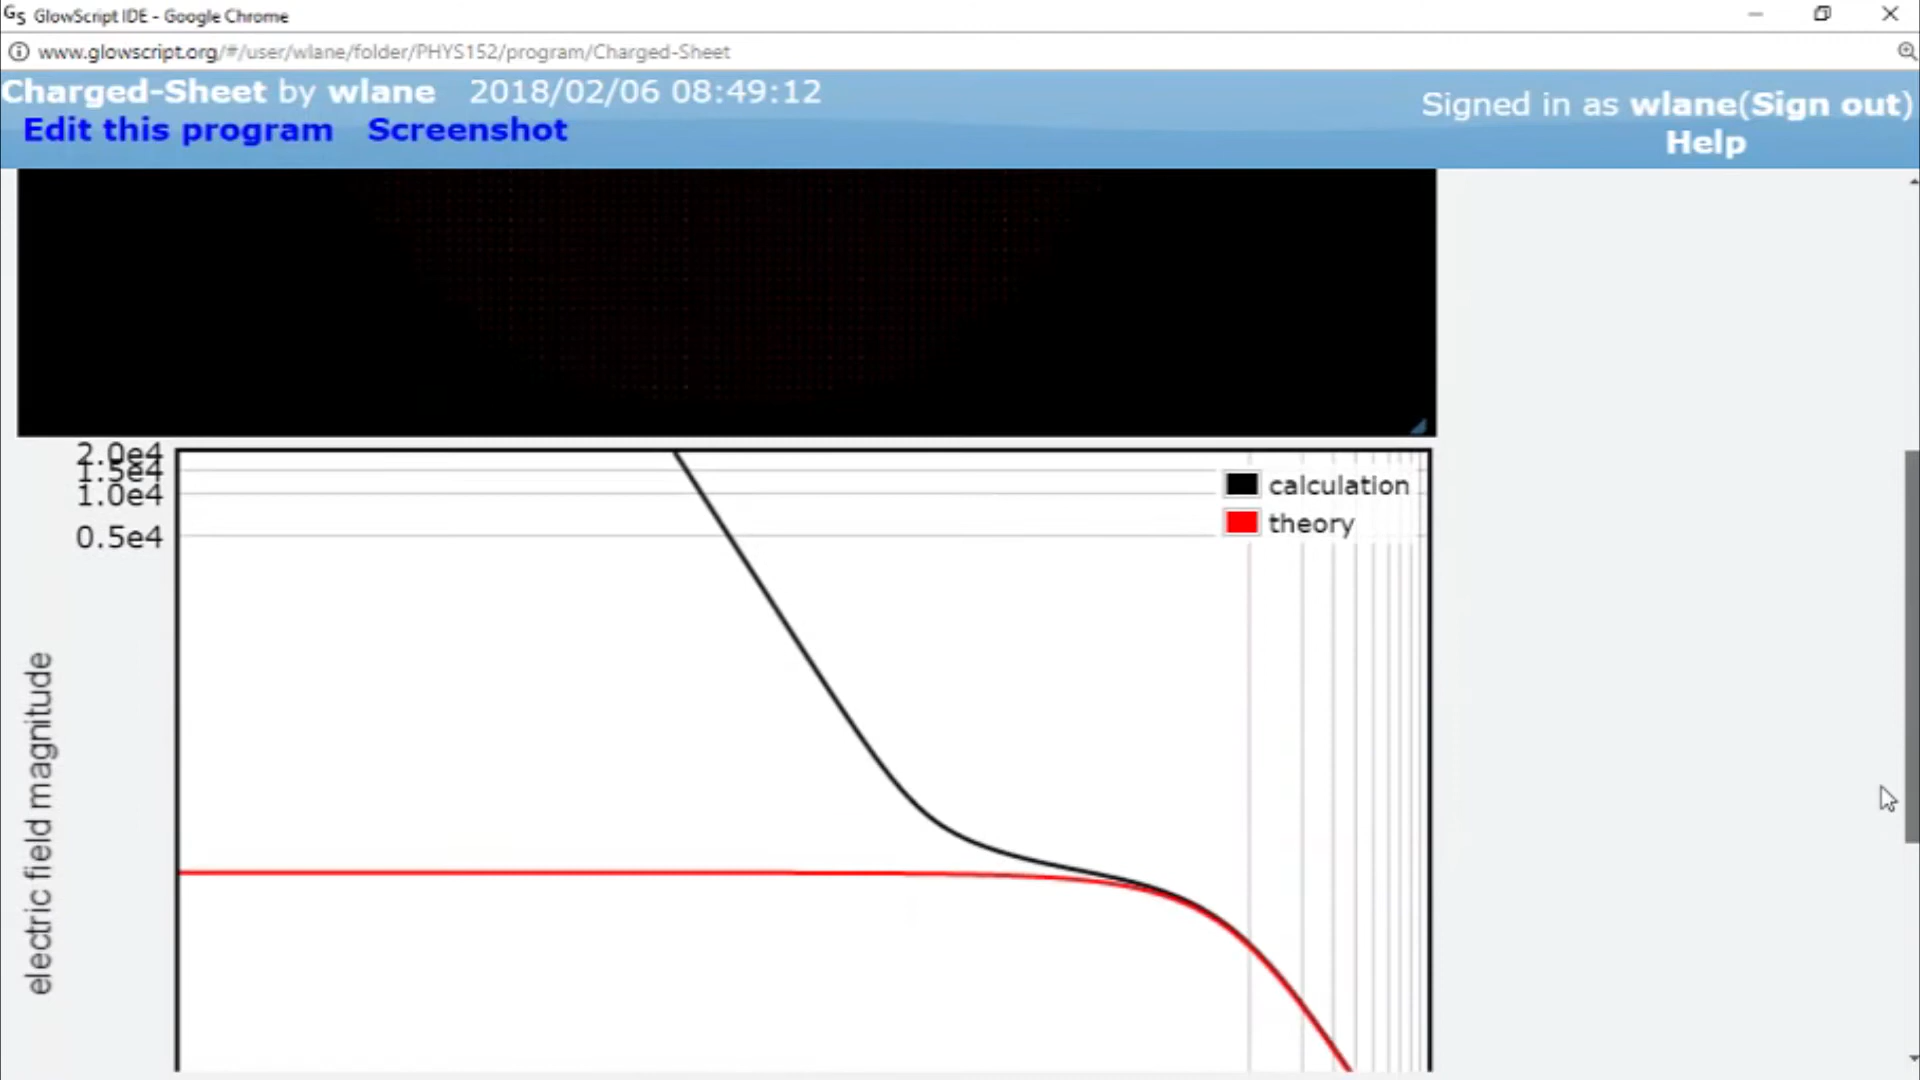 GlowScript IDE - Google Chrome
www.glowscript.org/#/user/wlane/folder/PHYS152/program/Charged-Sheet
Charged-Sheet by wlane 2018/02/06 08:49:12
Signed in as wlane(Sign out)
Edit this program Screenshot
Help
2.0e4
1.5e4
1.0e4
0.5e4
calculation
theory
electric field magnitude